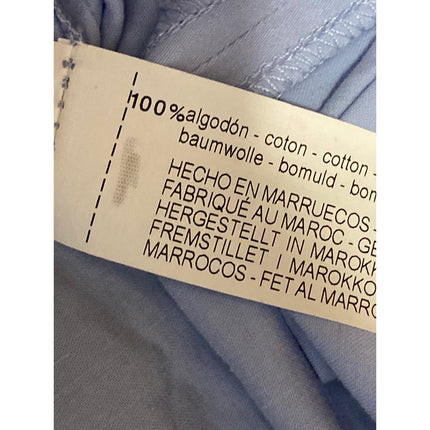 100% algodón - coton - cotton -
baumwolle - bomuld - bom
HECHO EN MARRUECOS -
FABRIQUÉ AU MAROC - GE
HERGESTELLT IN MAROKK
FREMSTILLET I MAROKKO
MARROCOS - FET AL MARRO